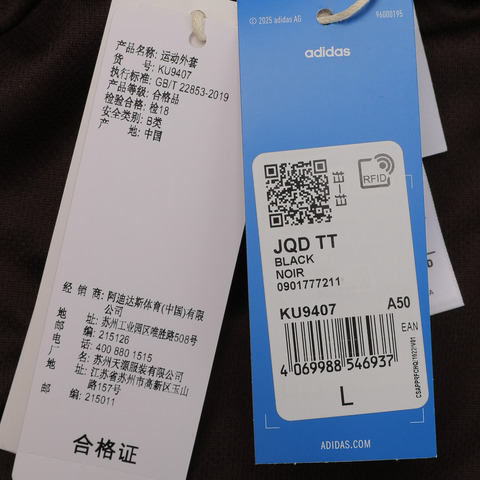 产品名称: 运动外套
货 号: KU9407
执行标准: GB/T 22853-2019
产品等级: 合格品
检验合格: 检18
安全类别: B类
产 地: 中国
经 销 商: 阿迪达斯体育(中国)有限
公司
地 址: 苏州工业园区唯胜路508号
邮 编: 215126
电 话: 400 880 1515
厂 名: 苏州天源服装有限公司
地 址: 江苏省苏州市高新区玉山
路157号
邮 编: 215011
合格证
© 2025 adidas AG
96000195
adidas
RFID
JQD TT
BLACK
NOIR
0901777211
KU9407 A50
EAN
4 069988 546937
L
ADIDAS.COM